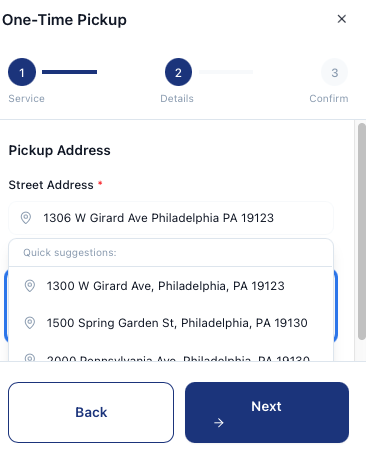 One-Time Pickup
1
2
3
Service
Details
Confirm
Pickup Address
Street Address *
1306 W Girard Ave Philadelphia PA 19123
Quick suggestions:
1300 W Girard Ave, Philadelphia, PA 19123
1500 Spring Garden St, Philadelphia, PA 19130
2000 Pennsylvania Ave, Philadelphia, PA 19130
Back
Next